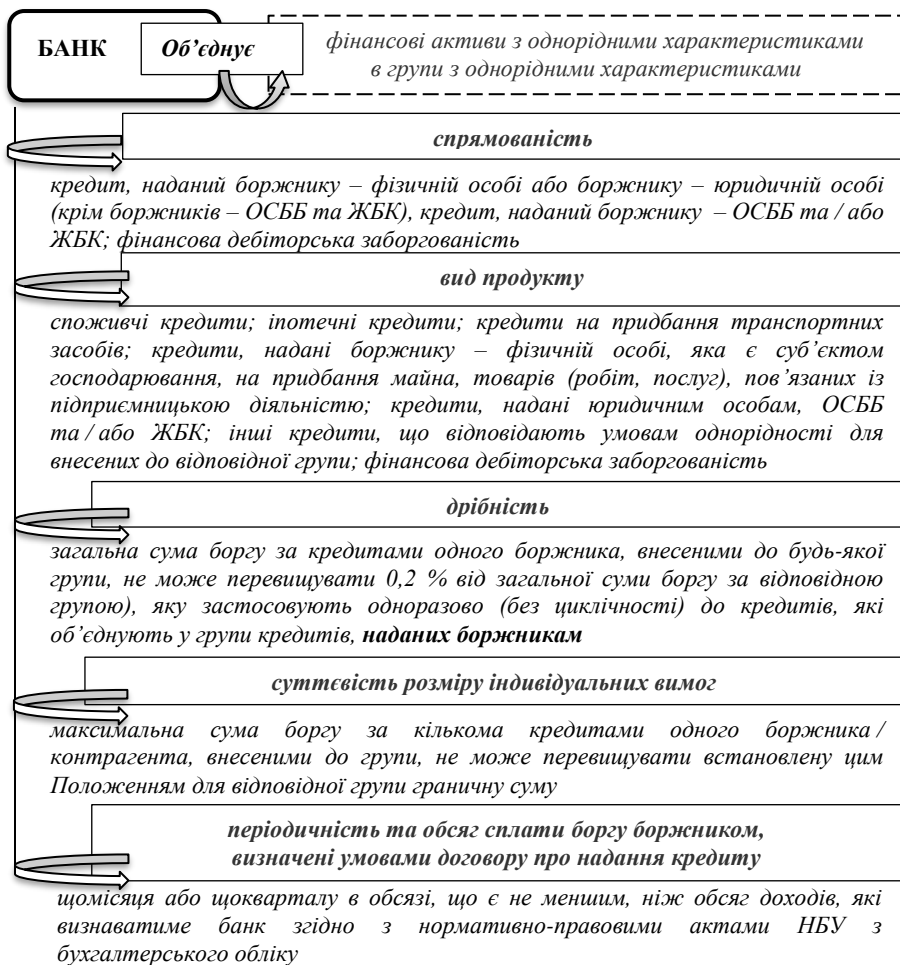 БАНК
Об’єднує
фінансові активи з однорідними характеристиками
в групи з однорідними характеристиками
спрямованість
кредит, наданий боржнику – фізичній особі або боржнику – юридичній особі
(крім боржників – ОСББ та ЖБК), кредит, наданий боржнику – ОСББ та / або
ЖБК; фінансова дебіторська заборгованість
вид продукту
споживчі кредити; іпотечні кредити; кредити на придбання транспортних
засобів; кредити, надані боржнику – фізичній особі, яка є суб’єктом
господарювання, на придбання майна, товарів (робіт, послуг), пов’язаних із
підприємницькою діяльністю; кредити, надані юридичним особам, ОСББ
та / або ЖБК; інші кредити, що відповідають умовам однорідності для
внесених до відповідної групи; фінансова дебіторська заборгованість
дрібність
загальна сума боргу за кредитами одного боржника, внесеними до будь-якої
групи, не може перевищувати 0,2 % від загальної суми боргу за відповідною
групою), яку застосовують одноразово (без циклічності) до кредитів, які
об’єднують у групи кредитів, наданих боржникам
суттєвість розміру індивідуальних вимог
максимальна сума боргу за кількома кредитами одного боржника /
контрагента, внесеними до групи, не може перевищувати встановлену цим
Положенням для відповідної групи граничну суму
періодичність та обсяг сплати боргу боржником,
визначені умовами договору про надання кредиту
щомісяця або щокварталу в обсязі, що є не меншим, ніж обсяг доходів, які
визнаватиме банк згідно з нормативно-правовими актами НБУ з
бухгалтерського обліку